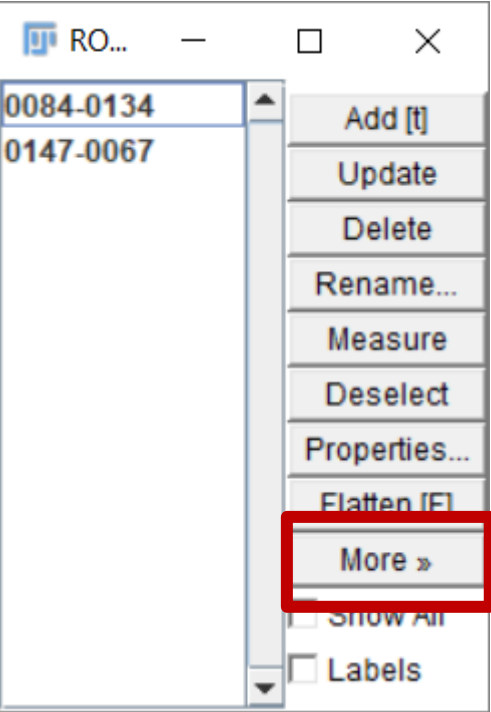 RO...
0084-0134
0147-0067
Add [t]
Update
Delete
Rename...
Measure
Deselect
Properties...
Flatten [F]
More »
Show All
Labels